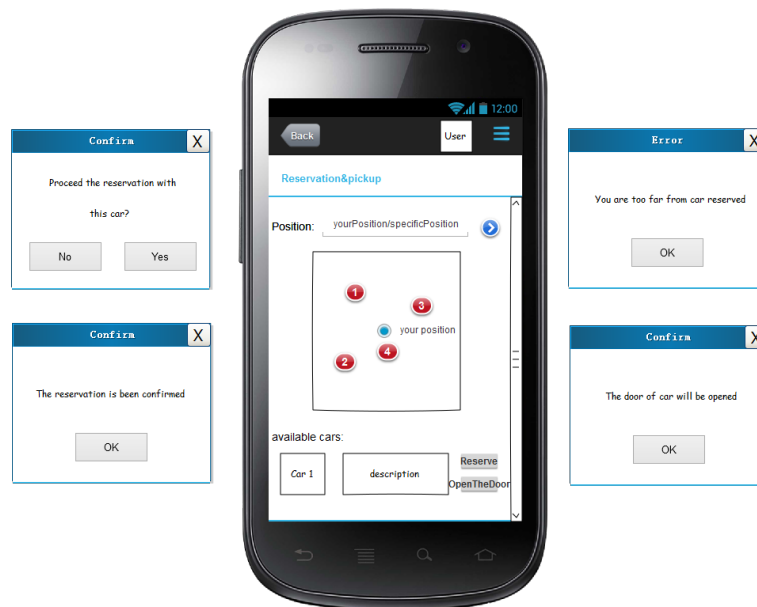 Confirm X
Proceed the reservation with
this car?
No Yes
Confirm X
The reservation is been confirmed
OK
12:00
Back User
Reservation&pickup
Position: yourPosition/specificPosition
1
3
your position
4
2
available cars:
Car 1 description Reserve
OpenTheDoor
Error X
You are too far from car reserved
OK
Confirm X
The door of car will be opened
OK